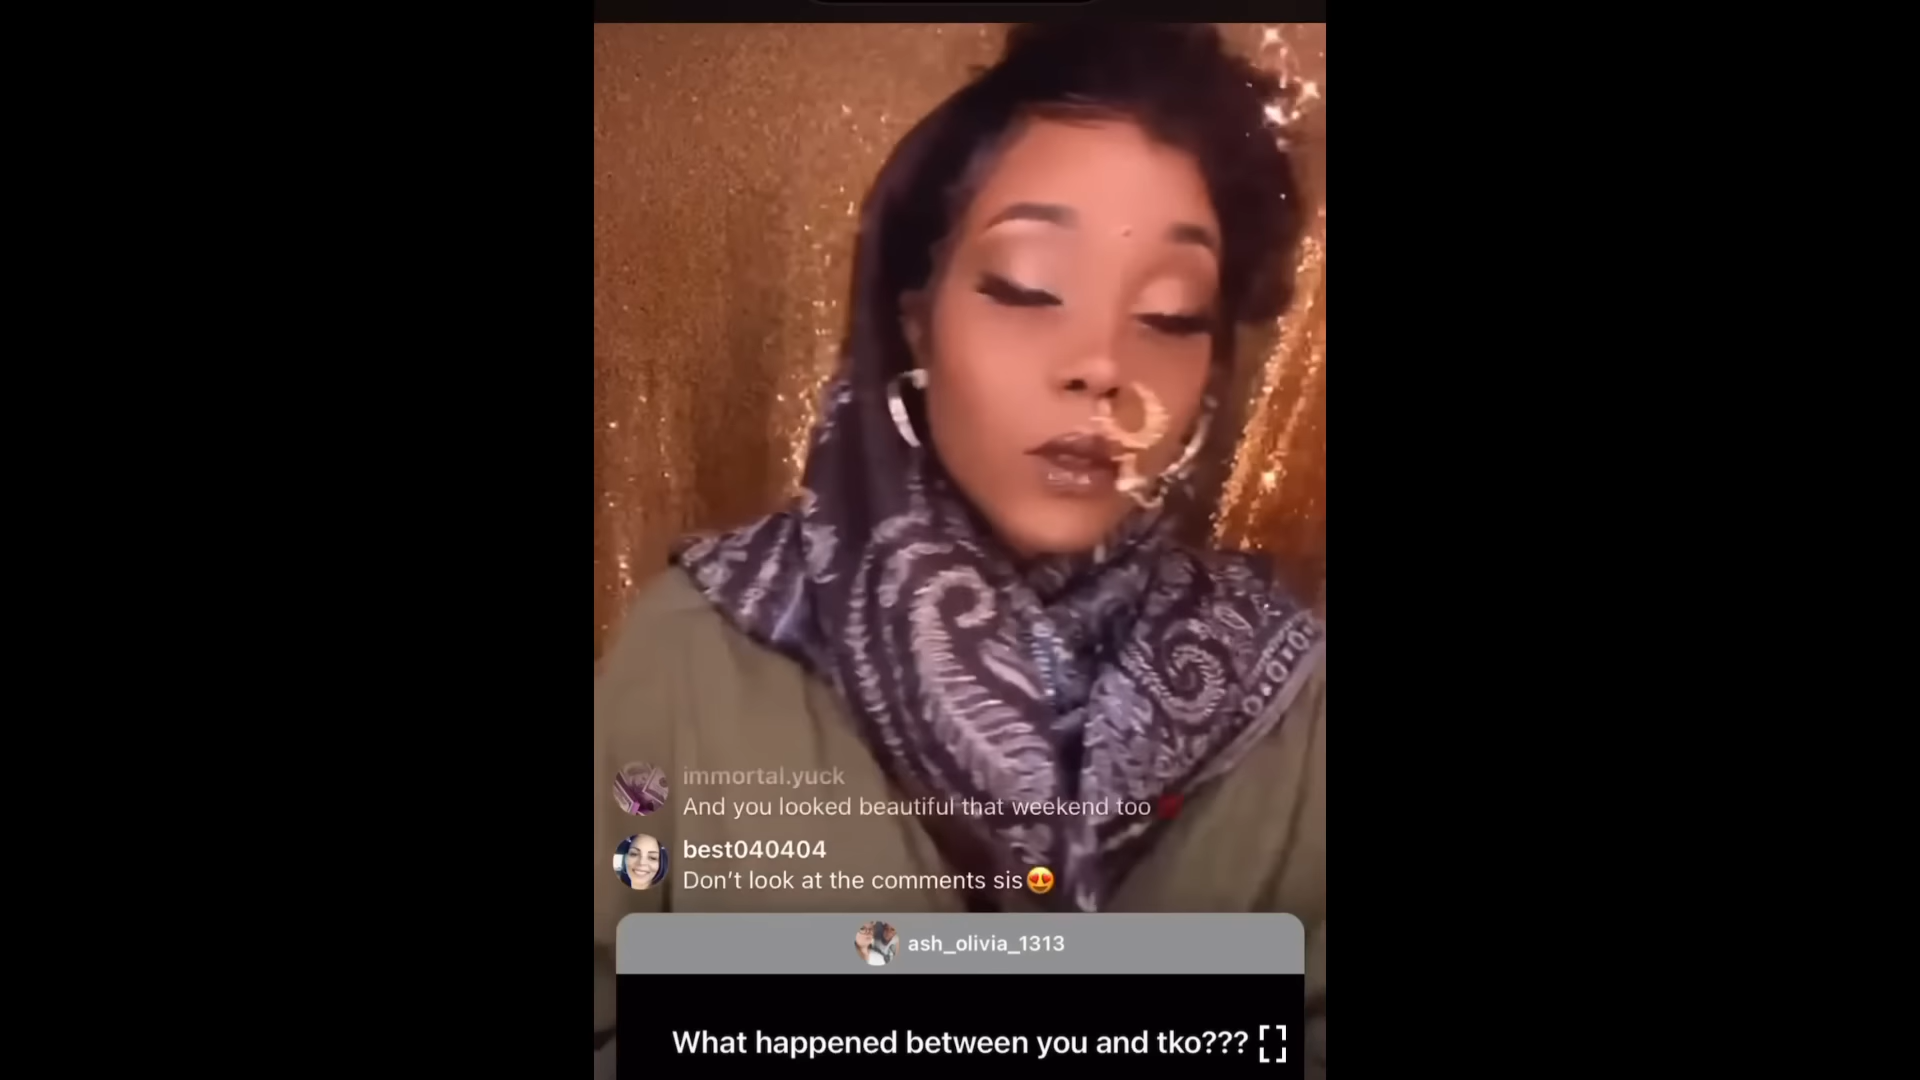 immortal.yuck
And you looked beautiful that weekend too
best040404
Don’t look at the comments sis😍
ash_olivia_1313
What happened between you and tko???